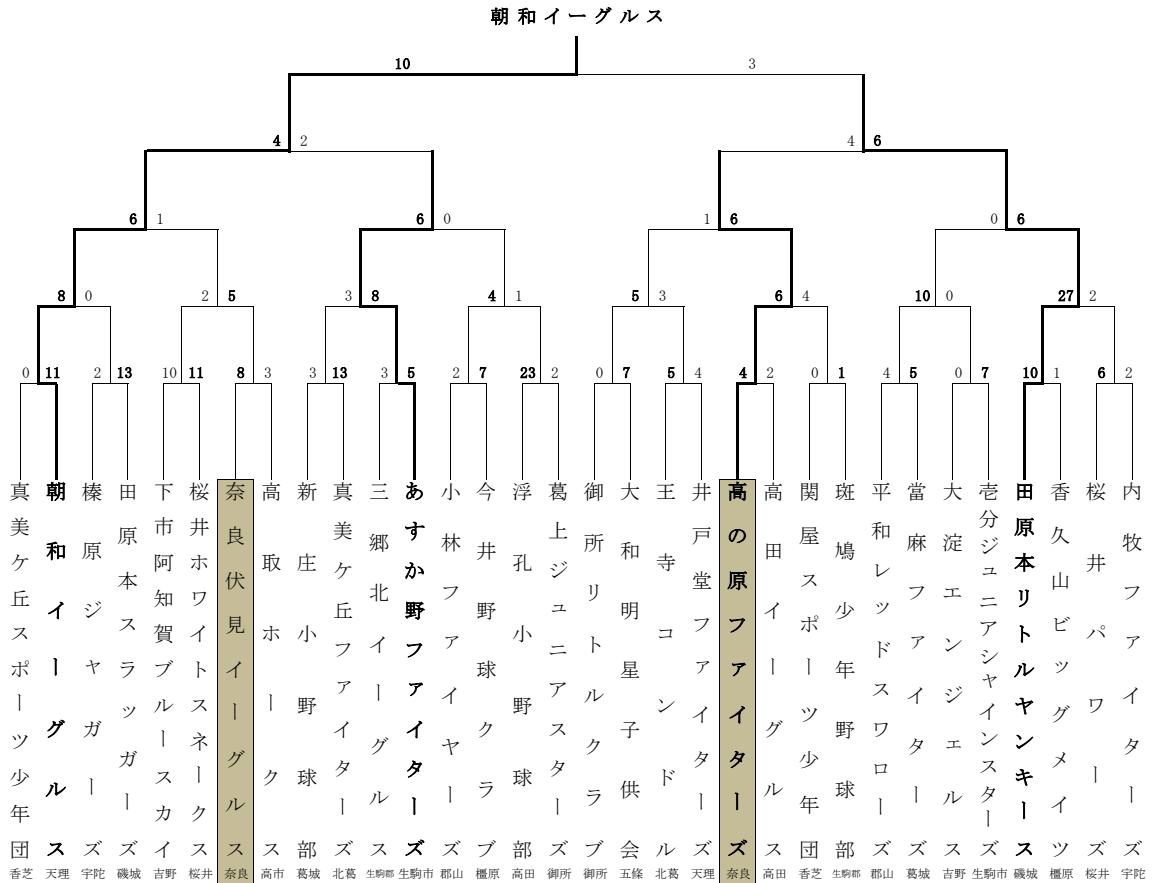 朝和イーグルス
10 3
4 2 4 6
6 1 6 0 1 6 0 6
8 0 2 5 3 8 4 1 5 3 6 4 10 0 27 2
0 11 2 13 10 11 8 3 3 13 3 5 2 7 23 2 0 7 5 4 4 2 0 1 4 5 0 7 10 1 6 2
真美ケ丘スポーツ少年団
朝和イーグルス
榛原ジャガーズ
田原本スラッガーズ
下市阿知賀ブルースカイ
桜井ホワイトスネークス
奈良伏見イーグルス
高取ホークス
新庄小野球部
真美ケ丘ファイターズ
三郷北イーグルス
あすか野ファイターズ
小林ファイヤーズ
今井野球クラブ
浮孔小野球部
葛上ジュニアスターズ
御所リトルクラブ
大和明星子供会
王寺コンドル
井戸堂ファイターズ
高の原ファイターズ
高田イーグルス
関屋スポーツ少年団
斑鳩少年野球部
平和レッドスワローズ
當麻ファイターズ
大淀エンジェルス
壱分ジュニアシャインスターズ
田原本リトルヤンキース
香久山ビッグメイツ
桜井パワーズ
内牧ファイターズ
香芝 天理 宇陀 磯城 吉野 桜井 奈良 高市 葛城 北葛 生駒郡 生駒市 郡山 橿原 高田 御所 御所 五條 北葛 天理 奈良 高田 香芝 生駒郡 郡山 葛城 吉野 生駒市 磯城 橿原 桜井 宇陀